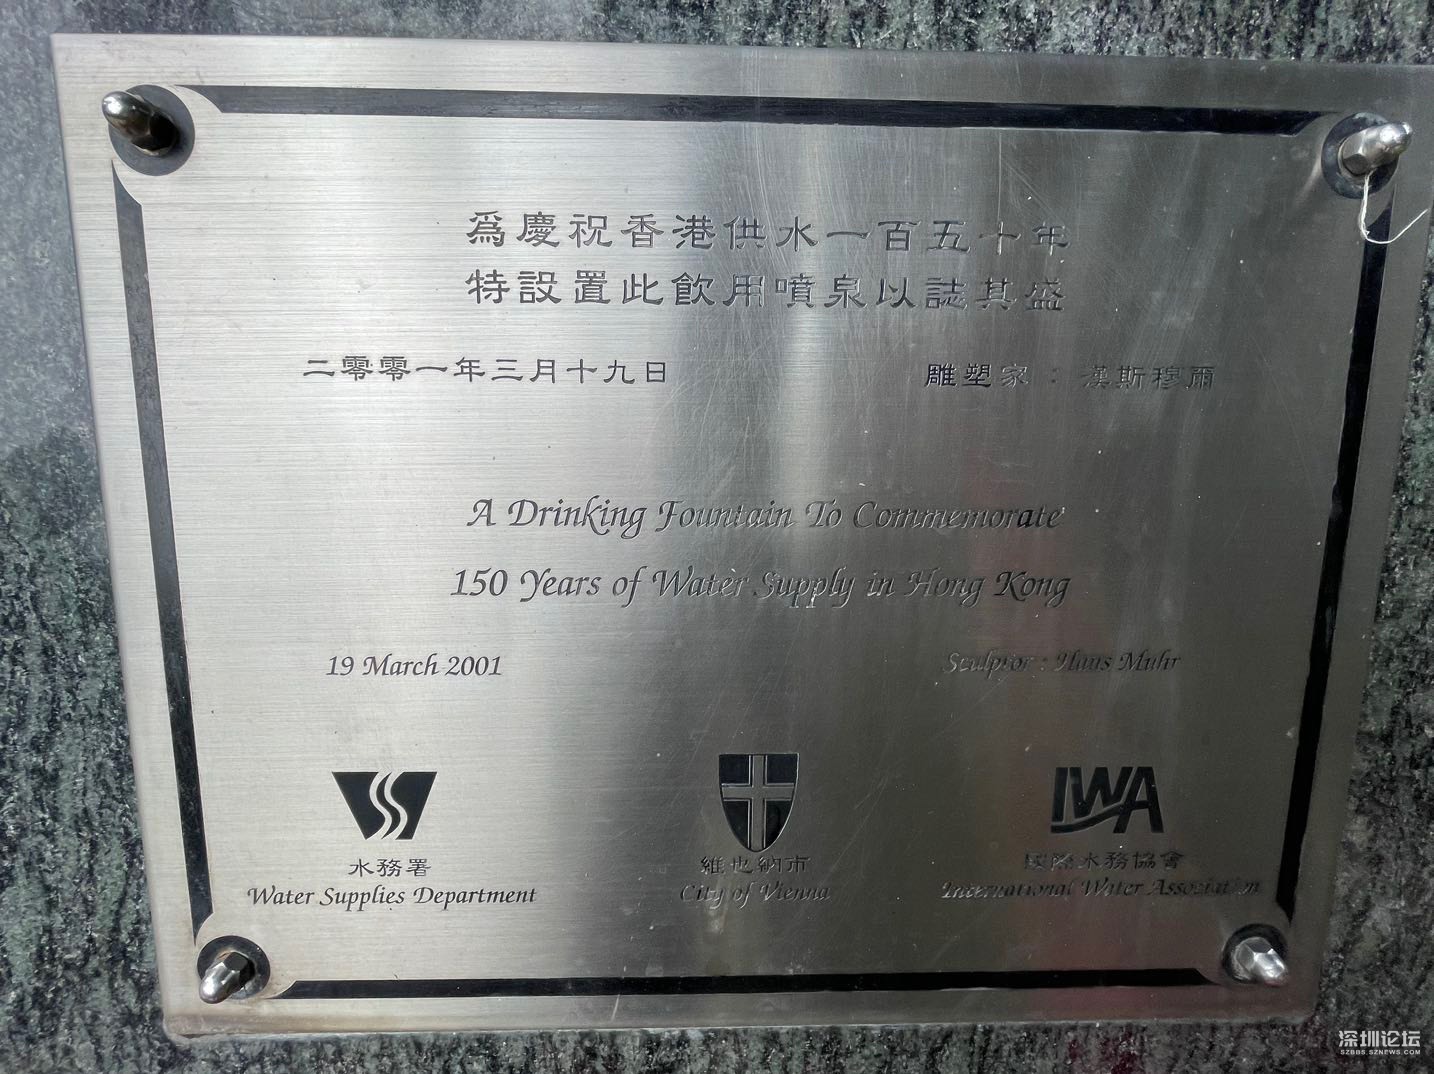 爲慶祝香港供水一百五十年
特設置此飲用噴泉以誌其盛
二零零一年三月十九日
雕塑家：漢斯穆爾
A Drinking Fountain To Commemorate
150 Years of Water Supply in Hong Kong
19 March 2001
Sculptor : Hans Muhr
IWA
水務署
維也納市
國際水務協會
Water Supplies Department
City of Vienna
International Water Association
深圳论坛
SZBBS.SZNEWS.COM